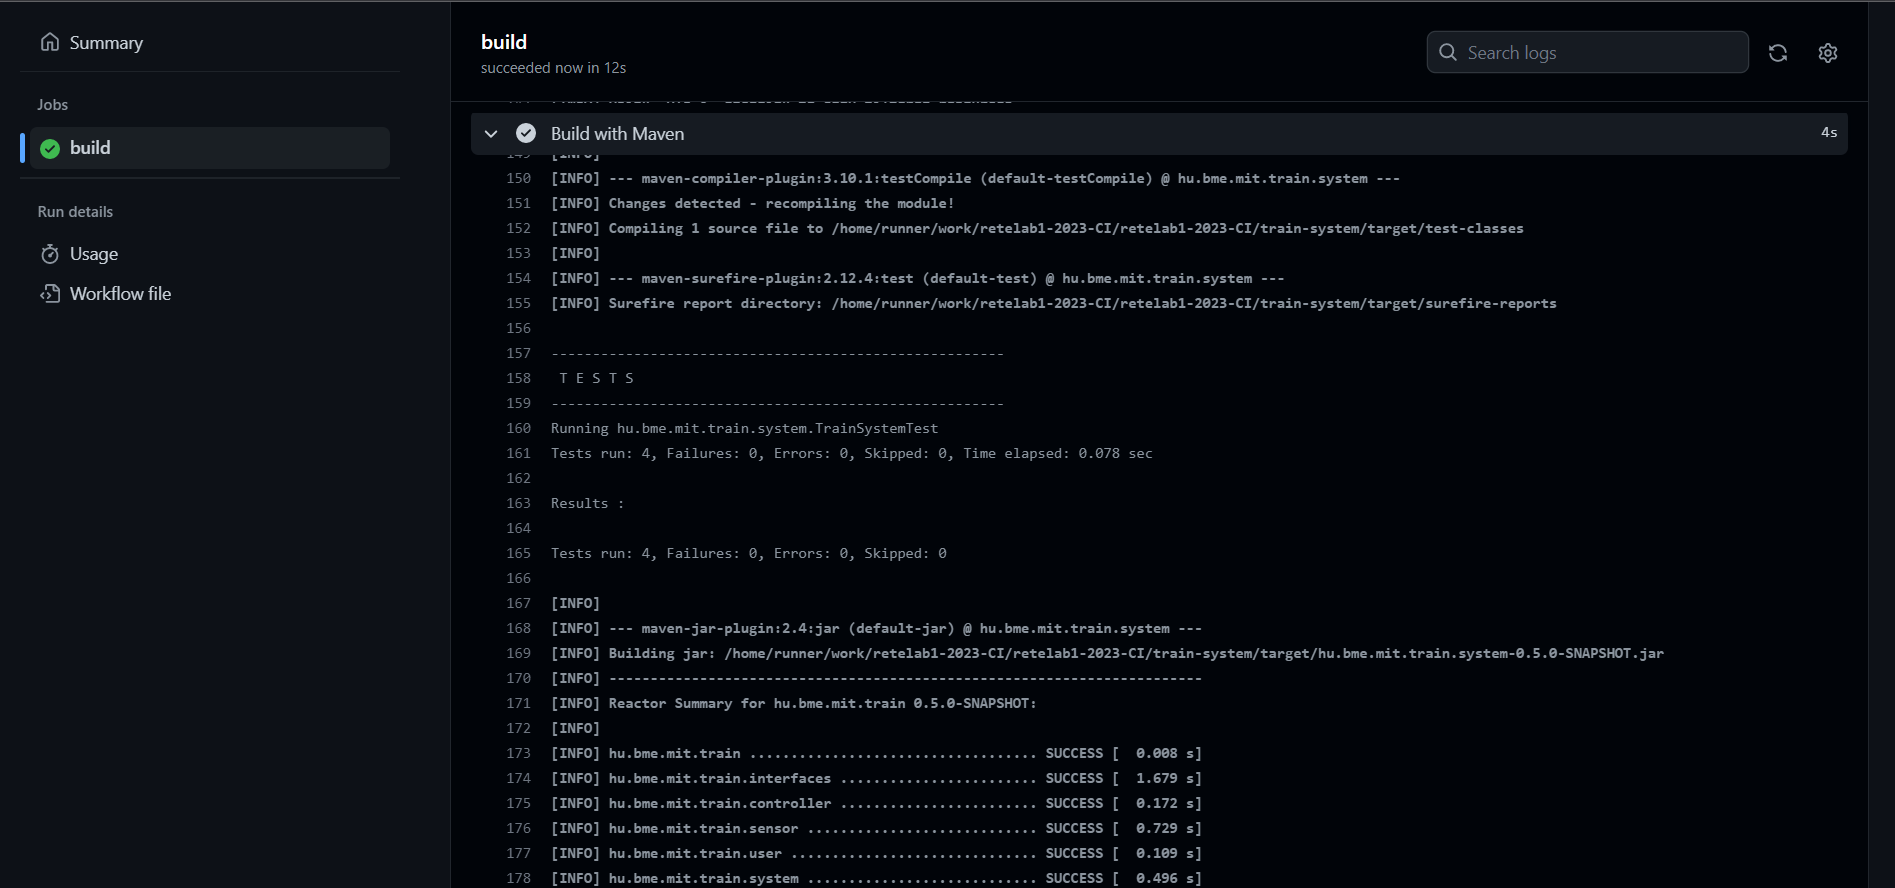 Summary
Jobs
build
Run details
Usage
Workflow file
build
succeeded now in 12s
Search logs
Build with Maven
4s
149 [INFO]
150 [INFO] --- maven-compiler-plugin:3.10.1:testCompile (default-testCompile) @ hu.bme.mit.train.system ---
151 [INFO] Changes detected - recompiling the module!
152 [INFO] Compiling 1 source file to /home/runner/work/retelab1-2023-CI/retelab1-2023-CI/train-system/target/test-classes
153 [INFO]
154 [INFO] --- maven-surefire-plugin:2.12.4:test (default-test) @ hu.bme.mit.train.system ---
155 [INFO] Surefire report directory: /home/runner/work/retelab1-2023-CI/retelab1-2023-CI/train-system/target/surefire-reports
156
157 -------------------------------------------------------
158 T E S T S
159 -------------------------------------------------------
160 Running hu.bme.mit.train.system.TrainSystemTest
161 Tests run: 4, Failures: 0, Errors: 0, Skipped: 0, Time elapsed: 0.078 sec
162
163 Results :
164
165 Tests run: 4, Failures: 0, Errors: 0, Skipped: 0
166
167 [INFO]
168 [INFO] --- maven-jar-plugin:2.4:jar (default-jar) @ hu.bme.mit.train.system ---
169 [INFO] Building jar: /home/runner/work/retelab1-2023-CI/retelab1-2023-CI/train-system/target/hu.bme.mit.train.system-0.5.0-SNAPSHOT.jar
170 [INFO] ------------------------------------------------------------------------
171 [INFO] Reactor Summary for hu.bme.mit.train 0.5.0-SNAPSHOT:
172 [INFO]
173 [INFO] hu.bme.mit.train ................................... SUCCESS [  0.008 s]
174 [INFO] hu.bme.mit.train.interfaces ........................ SUCCESS [  1.679 s]
175 [INFO] hu.bme.mit.train.controller ........................ SUCCESS [  0.172 s]
176 [INFO] hu.bme.mit.train.sensor ............................ SUCCESS [  0.729 s]
177 [INFO] hu.bme.mit.train.user .............................. SUCCESS [  0.109 s]
178 [INFO] hu.bme.mit.train.system ............................ SUCCESS [  0.496 s]